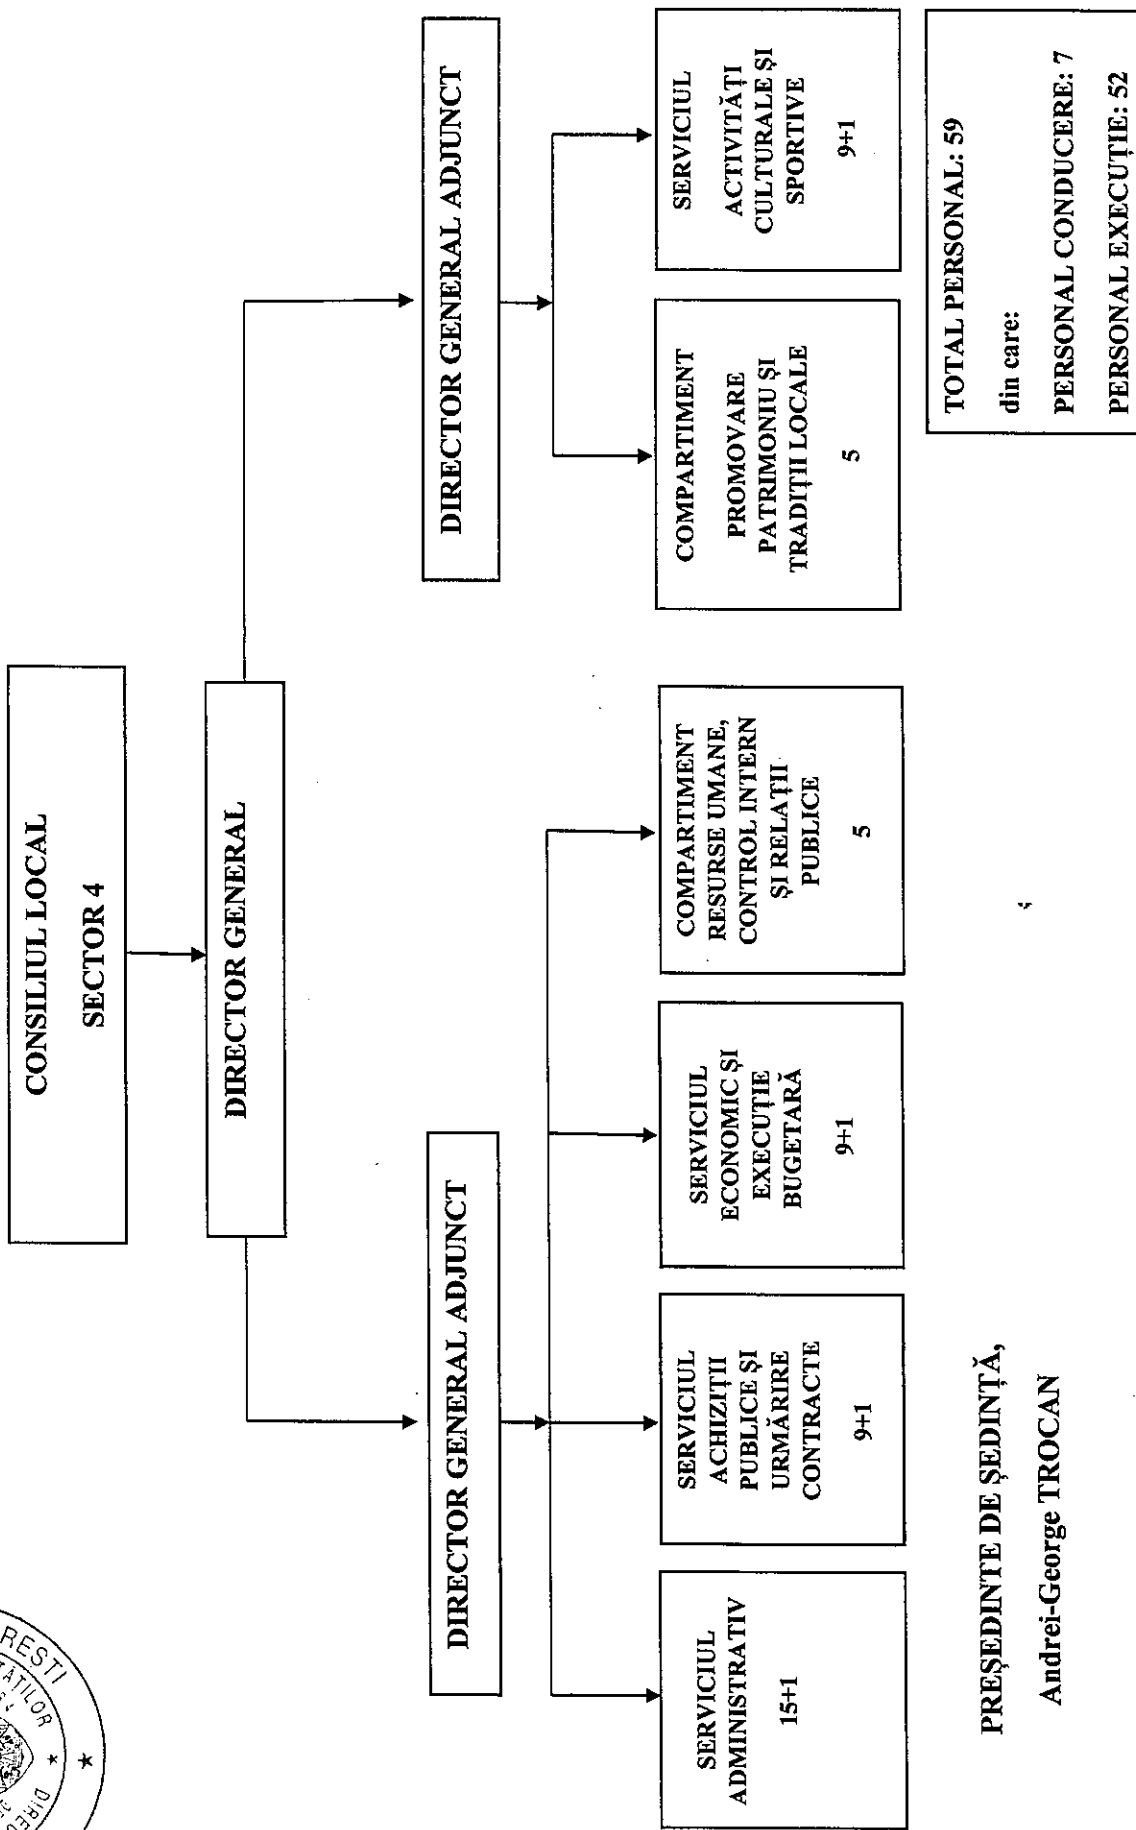 CONSILIUL LOCAL
SECTOR 4
DIRECTOR GENERAL
DIRECTOR GENERAL ADJUNCT
DIRECTOR GENERAL ADJUNCT
SERVICIUL
ADMINISTRATIV
15+1
SERVICIUL
ACHIZIȚII
PUBLICE ȘI
URMĂRIRE
CONTRACTE
9+1
SERVICIUL
ECONOMIC ȘI
EXECUȚIE
BUGETARĂ
9+1
COMPARTIMENT
RESURSE UMANE,
CONTROL INTERN
ȘI RELAȚII
PUBLICE
5
COMPARTIMENT
PROMOVARE
PATRIMONIU ȘI
TRADIȚII LOCALE
5
SERVICIUL
ACTIVITĂȚI
CULTURALE ȘI
SPORTIVE
9+1
TOTAL PERSONAL: 59
din care:
PERSONAL CONDUCERE: 7
PERSONAL EXECUȚIE: 52
PREȘEDINTE DE ȘEDINȚĂ,
Andrei-George TROCAN